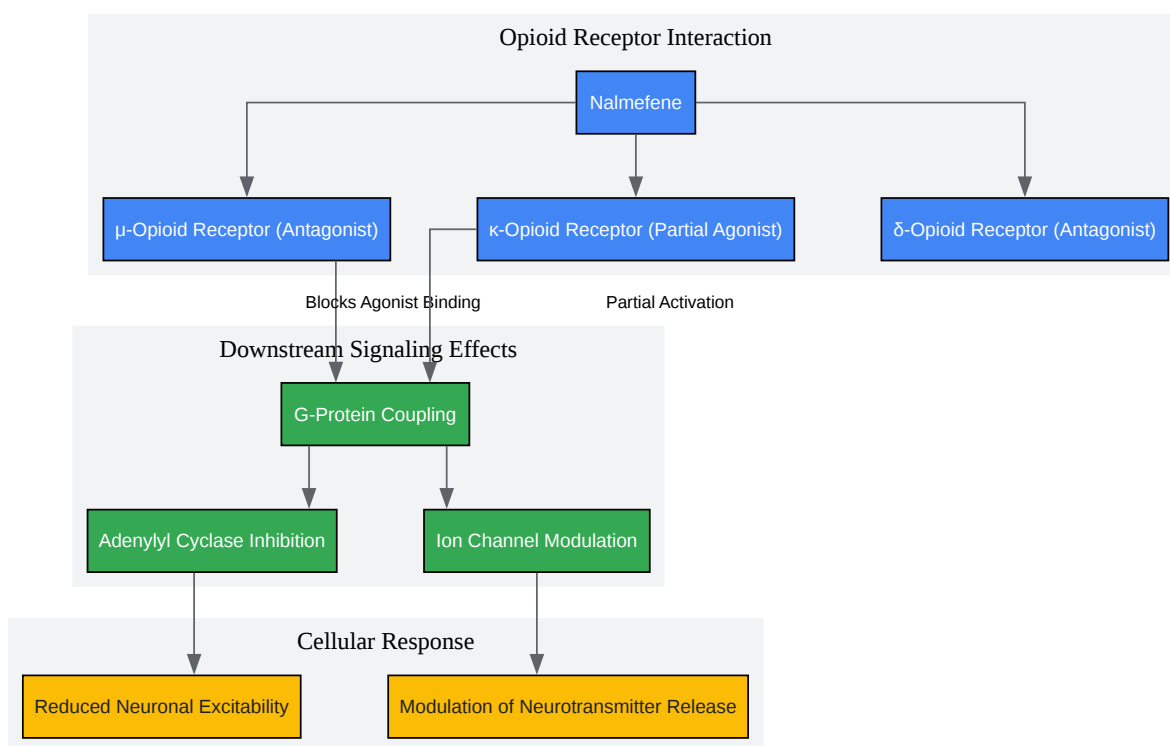 Opioid Receptor Interaction
Nalmefene
μ-Opioid Receptor (Antagonist)
κ-Opioid Receptor (Partial Agonist)
δ-Opioid Receptor (Antagonist)
Blocks Agonist Binding
Partial Activation
Downstream Signaling Effects
G-Protein Coupling
Adenylyl Cyclase Inhibition
Ion Channel Modulation
Cellular Response
Reduced Neuronal Excitability
Modulation of Neurotransmitter Release